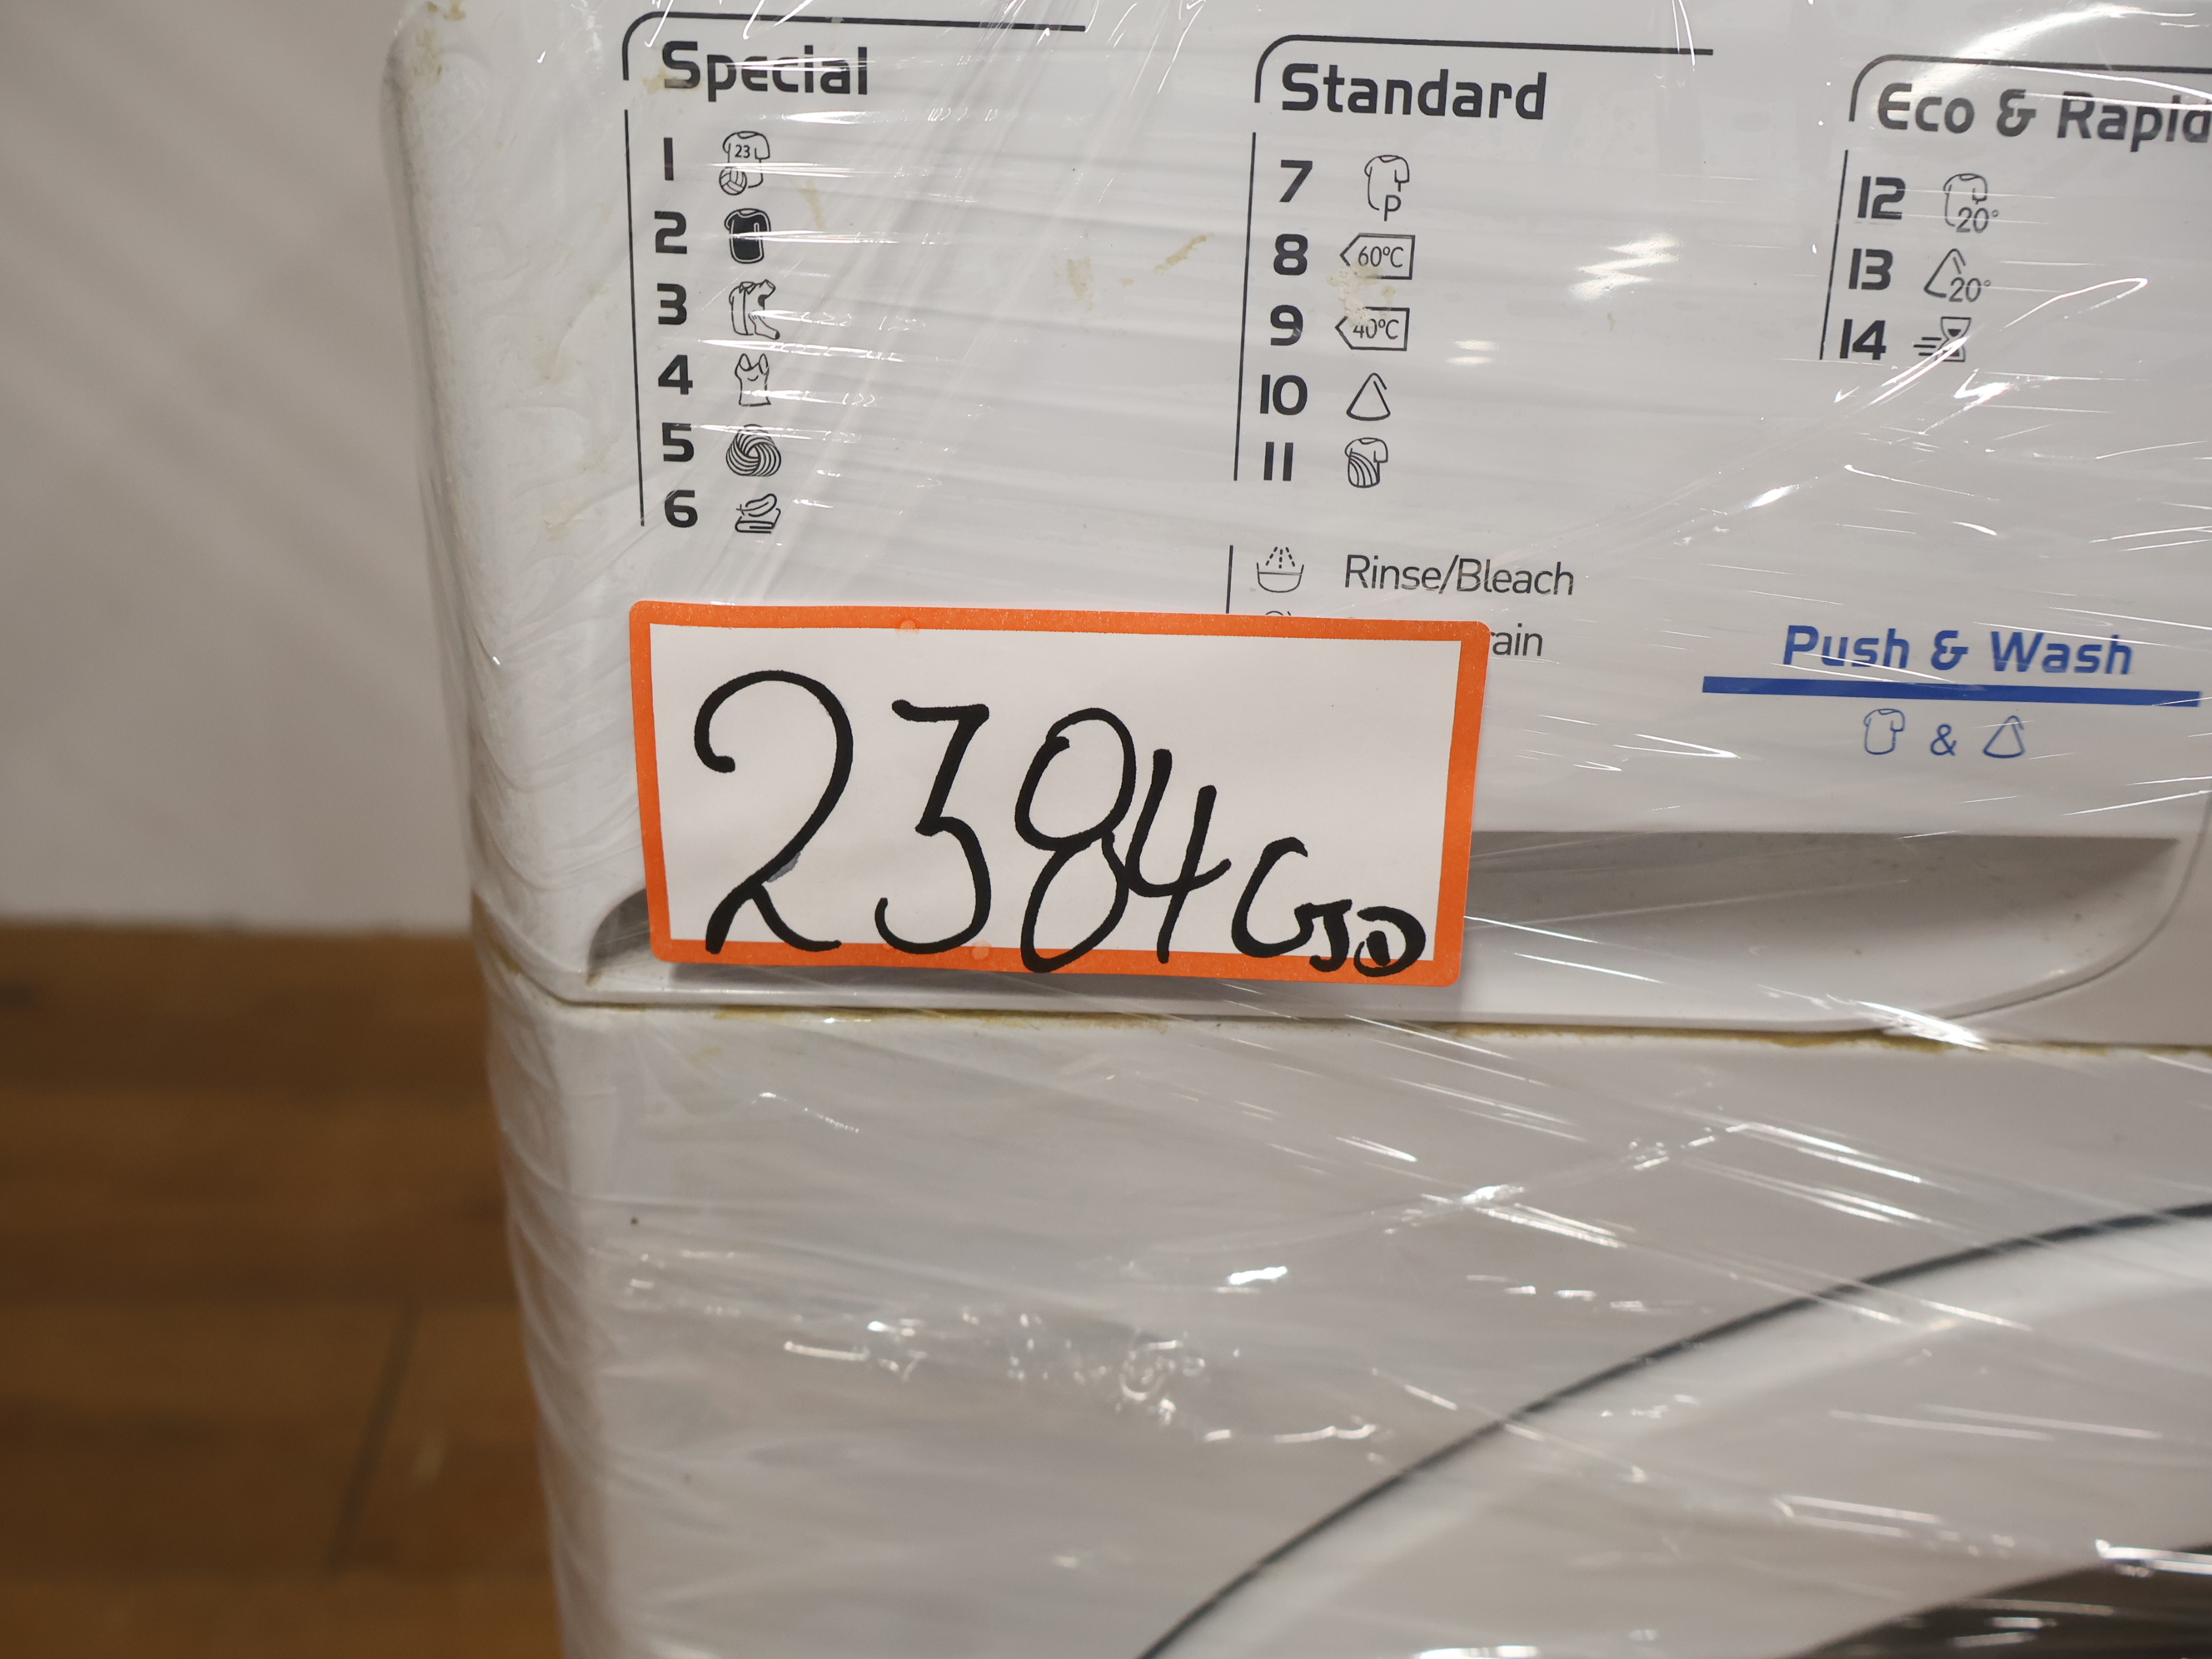 Special
1 23
2
3
4
5
6
Standard
7 P
8 60°C
9 40°C
10
11
Rinse/Bleach
ain
Eco & Rapid
12 20°
13 20°
14
Push & Wash
&
2384